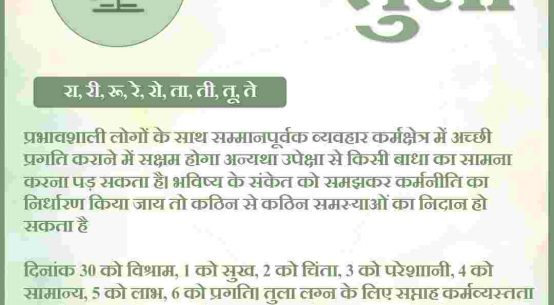 तुला
रा, री, रू, रे, रो, ता, ती, तू, ते
प्रभावशाली लोगों के साथ सम्मानपूर्वक व्यवहार कर्मक्षेत्र में अच्छी
प्रगति कराने में सक्षम होगा अन्यथा उपेक्षा से किसी बाधा का सामना
करना पड़ सकता है। भविष्य के संकेत को समझकर कर्मनीति का
निर्धारण किया जाय तो कठिन से कठिन समस्याओं का निदान हो
सकता है
दिनांक 30 को विश्राम, 1 को सुख, 2 को चिंता, 3 को परेशाानी, 4 को
सामान्य, 5 को लाभ, 6 को प्रगति। तुला लग्न के लिए सप्ताह कर्मव्यस्तता